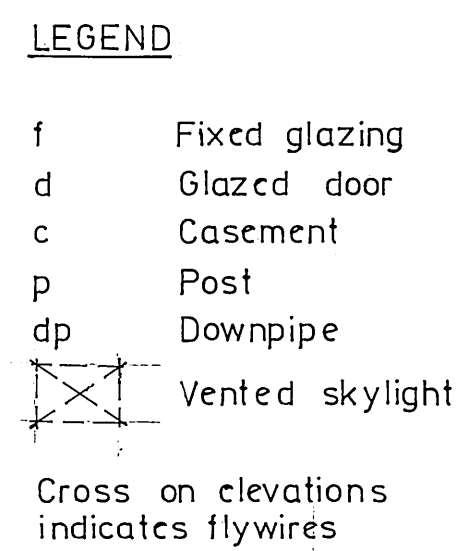 LEGEND
f Fixed glazing
d Glazed door
c Casement
p Post
dp Downpipe
Vented skylight
Cross on elevations
indicates flywires